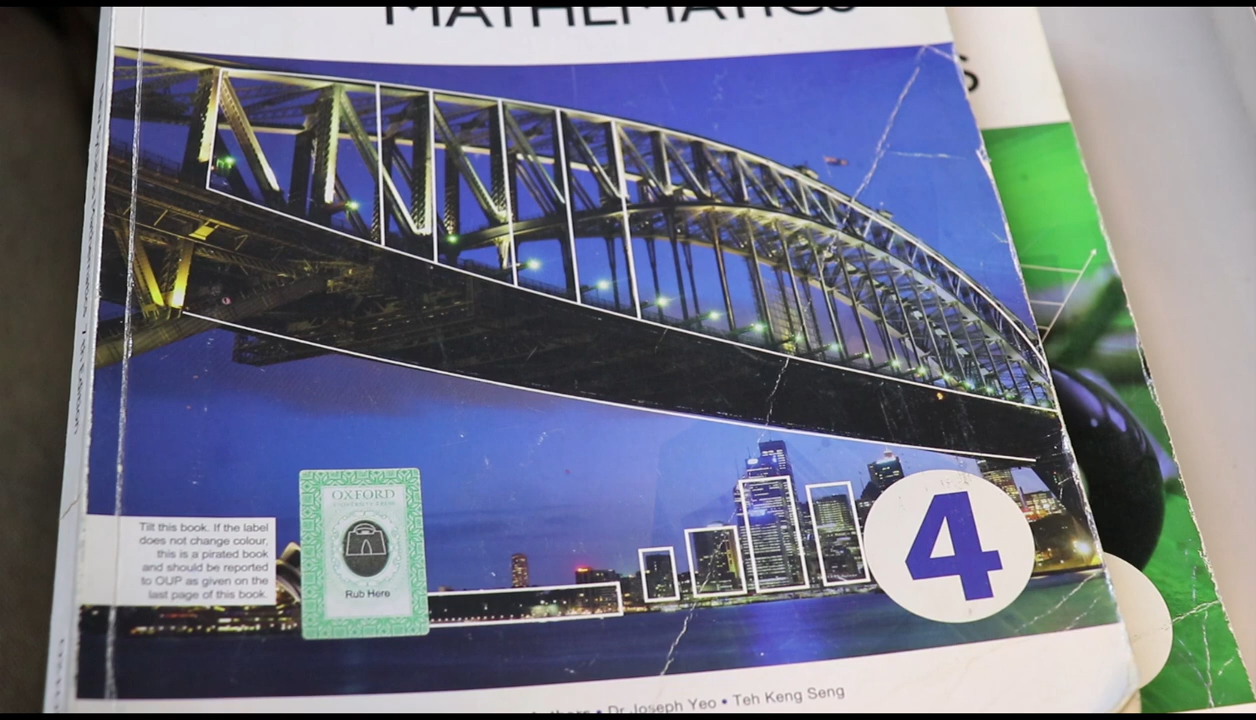 MATHEMATICS
S
OXFORD
UNIVERSITY PRESS
Rub Here
Tilt this book. If the label
does not change colour,
this is a pirated book
and should be reported
to OUP as given on the
last page of this book.
4
• Dr Joseph Yeo • Teh Keng Seng